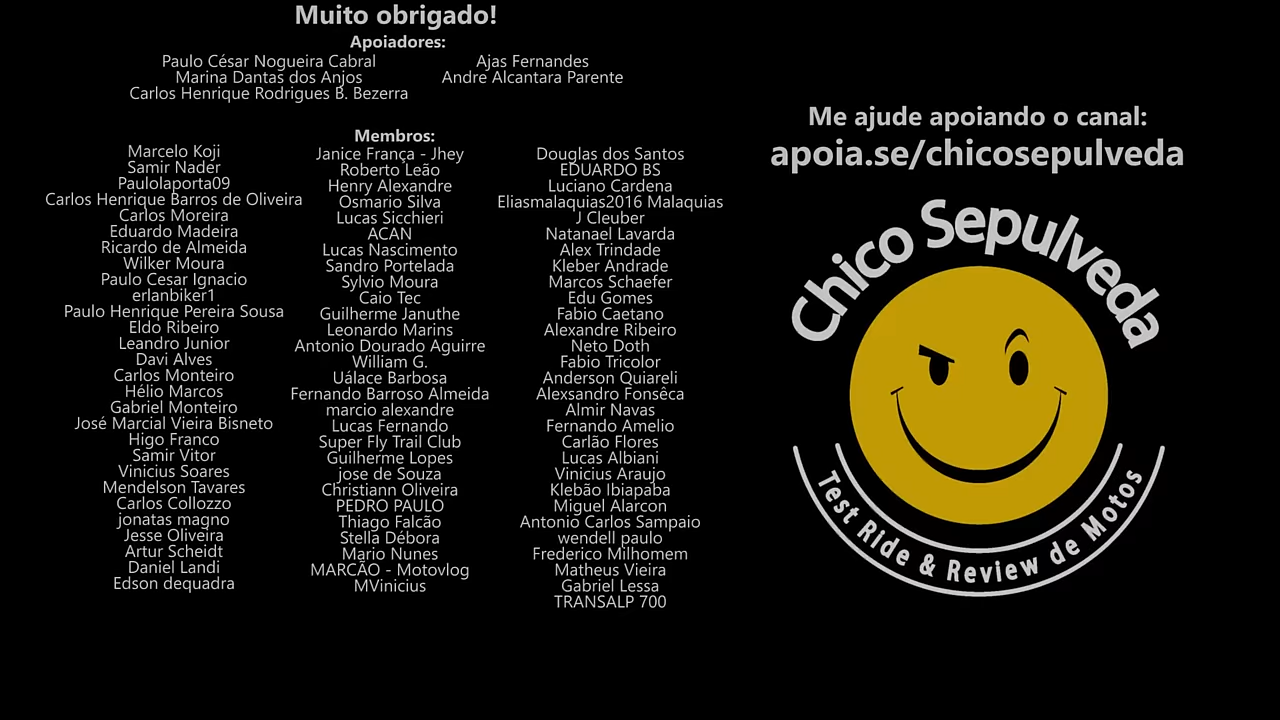 Muito obrigado!
Apoiadores:
Paulo César Nogueira Cabral
Marina Dantas dos Anjos
Carlos Henrique Rodrigues B. Bezerra
Ajas Fernandes
Andre Alcantara Parente
Membros:
Marcelo Koji
Samir Nader
Paulolaporta09
Carlos Henrique Barros de Oliveira
Carlos Moreira
Eduardo Madeira
Ricardo de Almeida
Wilker Moura
Paulo Cesar Ignacio
erlanbiker1
Paulo Henrique Pereira Sousa
Eldo Ribeiro
Leandro Junior
Davi Alves
Carlos Monteiro
Hélio Marcos
Gabriel Monteiro
José Marcial Vieira Bisneto
Higo Franco
Samir Vitor
Vinicius Soares
Mendelson Tavares
Carlos Collozzo
jonatas magno
Jesse Oliveira
Artur Scheidt
Daniel Landi
Edson dequadra
Janice França - Jhey
Roberto Leão
Henry Alexandre
Osmario Silva
Lucas Sicchieri
ACAN
Lucas Nascimento
Sandro Portelada
Sylvio Moura
Caio Tec
Guilherme Januthe
Leonardo Marins
Antonio Dourado Aguirre
William G.
Uálace Barbosa
Fernando Barroso Almeida
marcio alexandre
Lucas Fernando
Super Fly Trail Club
Guilherme Lopes
jose de Souza
Christiann Oliveira
PEDRO PAULO
Thiago Falcão
Stella Débora
Mario Nunes
MARCÃO - Motovlog
MVinicius
Douglas dos Santos
EDUARDO BS
Luciano Cardena
Eliasmalaquias2016 Malaquias
J Cleuber
Natanael Lavarda
Alex Trindade
Kleber Andrade
Marcos Schaefer
Edu Gomes
Fabio Caetano
Alexandre Ribeiro
Neto Doth
Fabio Tricolor
Anderson Quiareli
Alexsandro Fonsêca
Almir Navas
Fernando Amelio
Carlão Flores
Lucas Albiani
Vinicius Araujo
Klebão Ibiapaba
Miguel Alarcon
Antonio Carlos Sampaio
wendell paulo
Frederico Milhomem
Matheus Vieira
Gabriel Lessa
TRANSALP 700
Me ajude apoiando o canal:
apoia.se/chicosepulveda
Chico Sepulveda
Test Ride & Review de Motos